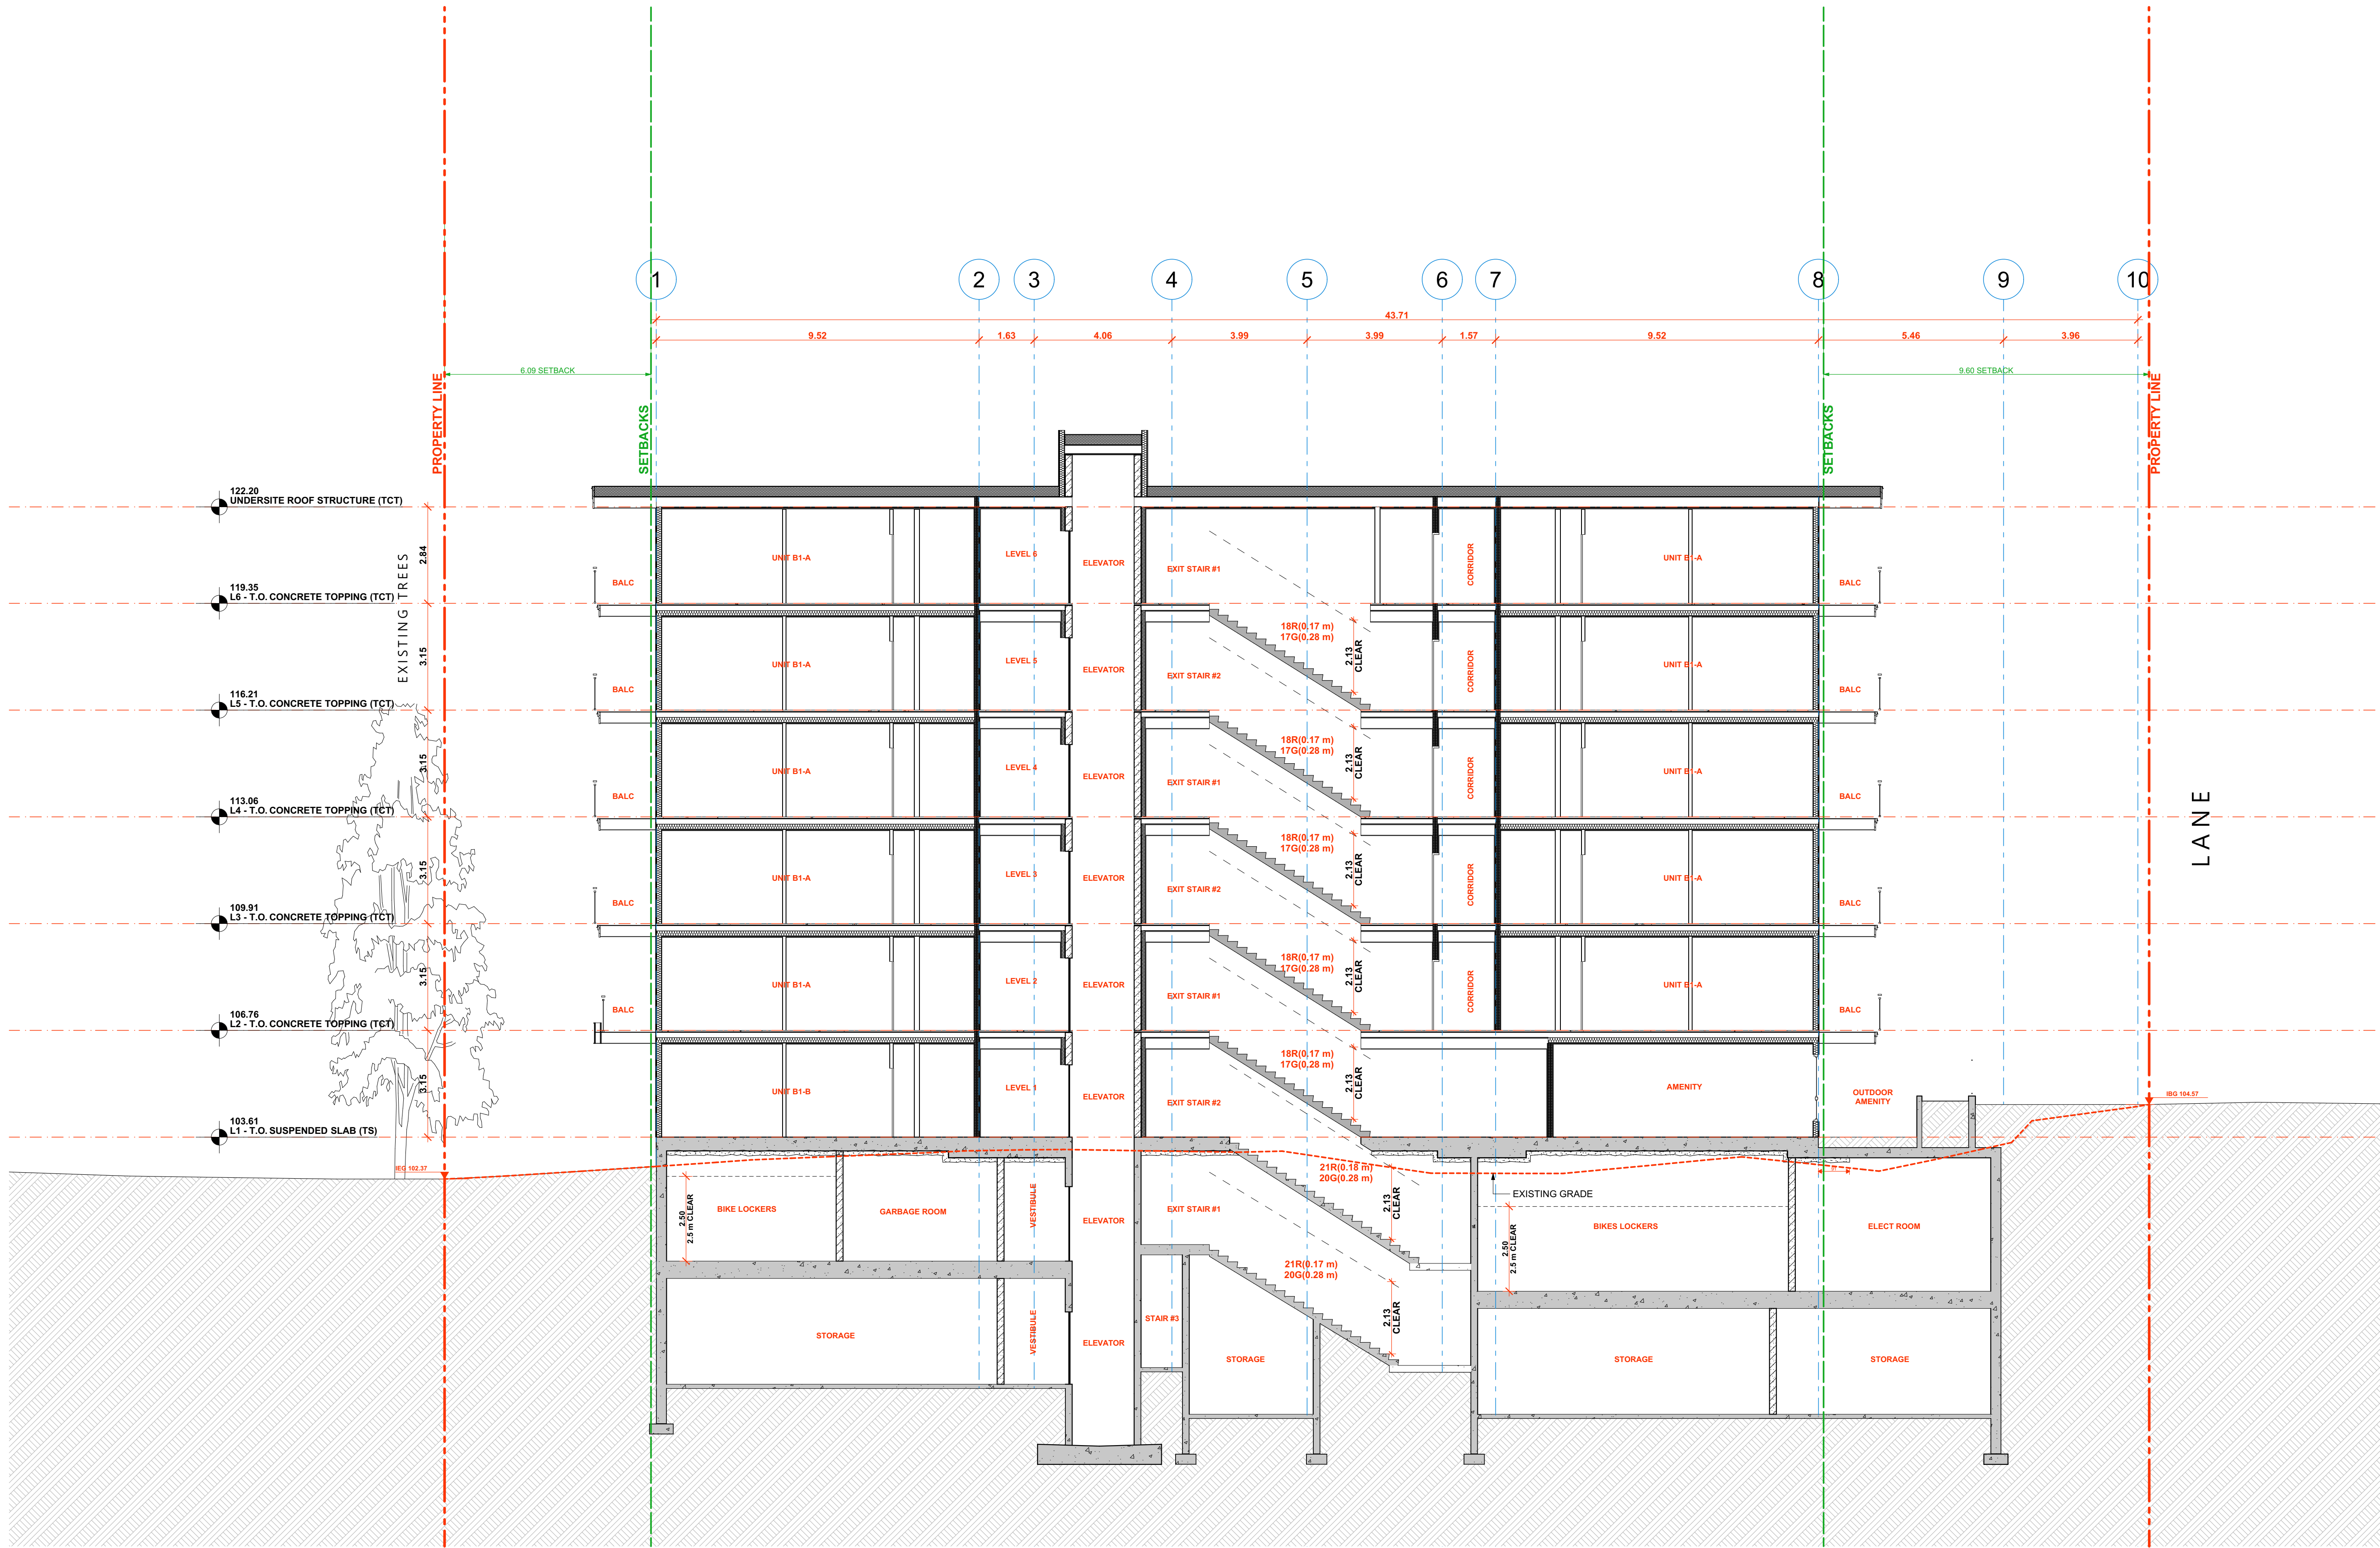 1
2
3
4
5
6
7
8
9
10
43.71
9.52
1.63
4.06
3.99
3.99
1.57
9.52
5.46
3.96
6.09 SETBACK
9.60 SETBACK
PROPERTY LINE
SETBACKS
SETBACKS
PROPERTY LINE
122.20
UNDERSITE ROOF STRUCTURE (TCT)
2.84
EXISTING TREES
UNIT B1-A
LEVEL 6
ELEVATOR
EXIT STAIR #1
CORRIDOR
UNIT B1-A
BALC
BALC
119.35
L6 - T.O. CONCRETE TOPPING (TCT)
3.15
UNIT B1-A
LEVEL 5
ELEVATOR
EXIT STAIR #2
18R(0.17 m)
17G(0.28 m)
2.13
CLEAR
CORRIDOR
UNIT B1-A
BALC
BALC
116.21
L5 - T.O. CONCRETE TOPPING (TCT)
3.15
UNIT B1-A
LEVEL 4
ELEVATOR
EXIT STAIR #1
18R(0.17 m)
17G(0.28 m)
2.13
CLEAR
CORRIDOR
UNIT B1-A
BALC
BALC
LANE
113.06
L4 - T.O. CONCRETE TOPPING (TCT)
3.15
UNIT B1-A
LEVEL 3
ELEVATOR
EXIT STAIR #2
18R(0.17 m)
17G(0.28 m)
2.13
CLEAR
CORRIDOR
UNIT B1-A
BALC
BALC
109.91
L3 - T.O. CONCRETE TOPPING (TCT)
3.15
UNIT B1-A
LEVEL 2
ELEVATOR
EXIT STAIR #1
18R(0.17 m)
17G(0.28 m)
2.13
CLEAR
CORRIDOR
UNIT B1-A
BALC
BALC
106.76
L2 - T.O. CONCRETE TOPPING (TCT)
3.15
UNIT B1-B
LEVEL 1
ELEVATOR
EXIT STAIR #2
18R(0.17 m)
17G(0.28 m)
2.13
CLEAR
AMENITY
OUTDOOR
AMENITY
IBG 104.57
103.61
L1 - T.O. SUSPENDED SLAB (TS)
IEG 102.37
2.50
2.5 m CLEAR
BIKE LOCKERS
GARBAGE ROOM
VESTIBULE
ELEVATOR
EXIT STAIR #1
21R(0.18 m)
20G(0.28 m)
2.13
CLEAR
EXISTING GRADE
2.50
2.5 m CLEAR
BIKES LOCKERS
ELECT ROOM
21R(0.17 m)
20G(0.28 m)
2.13
CLEAR
STORAGE
VESTIBULE
ELEVATOR
STAIR #3
STORAGE
STORAGE
STORAGE